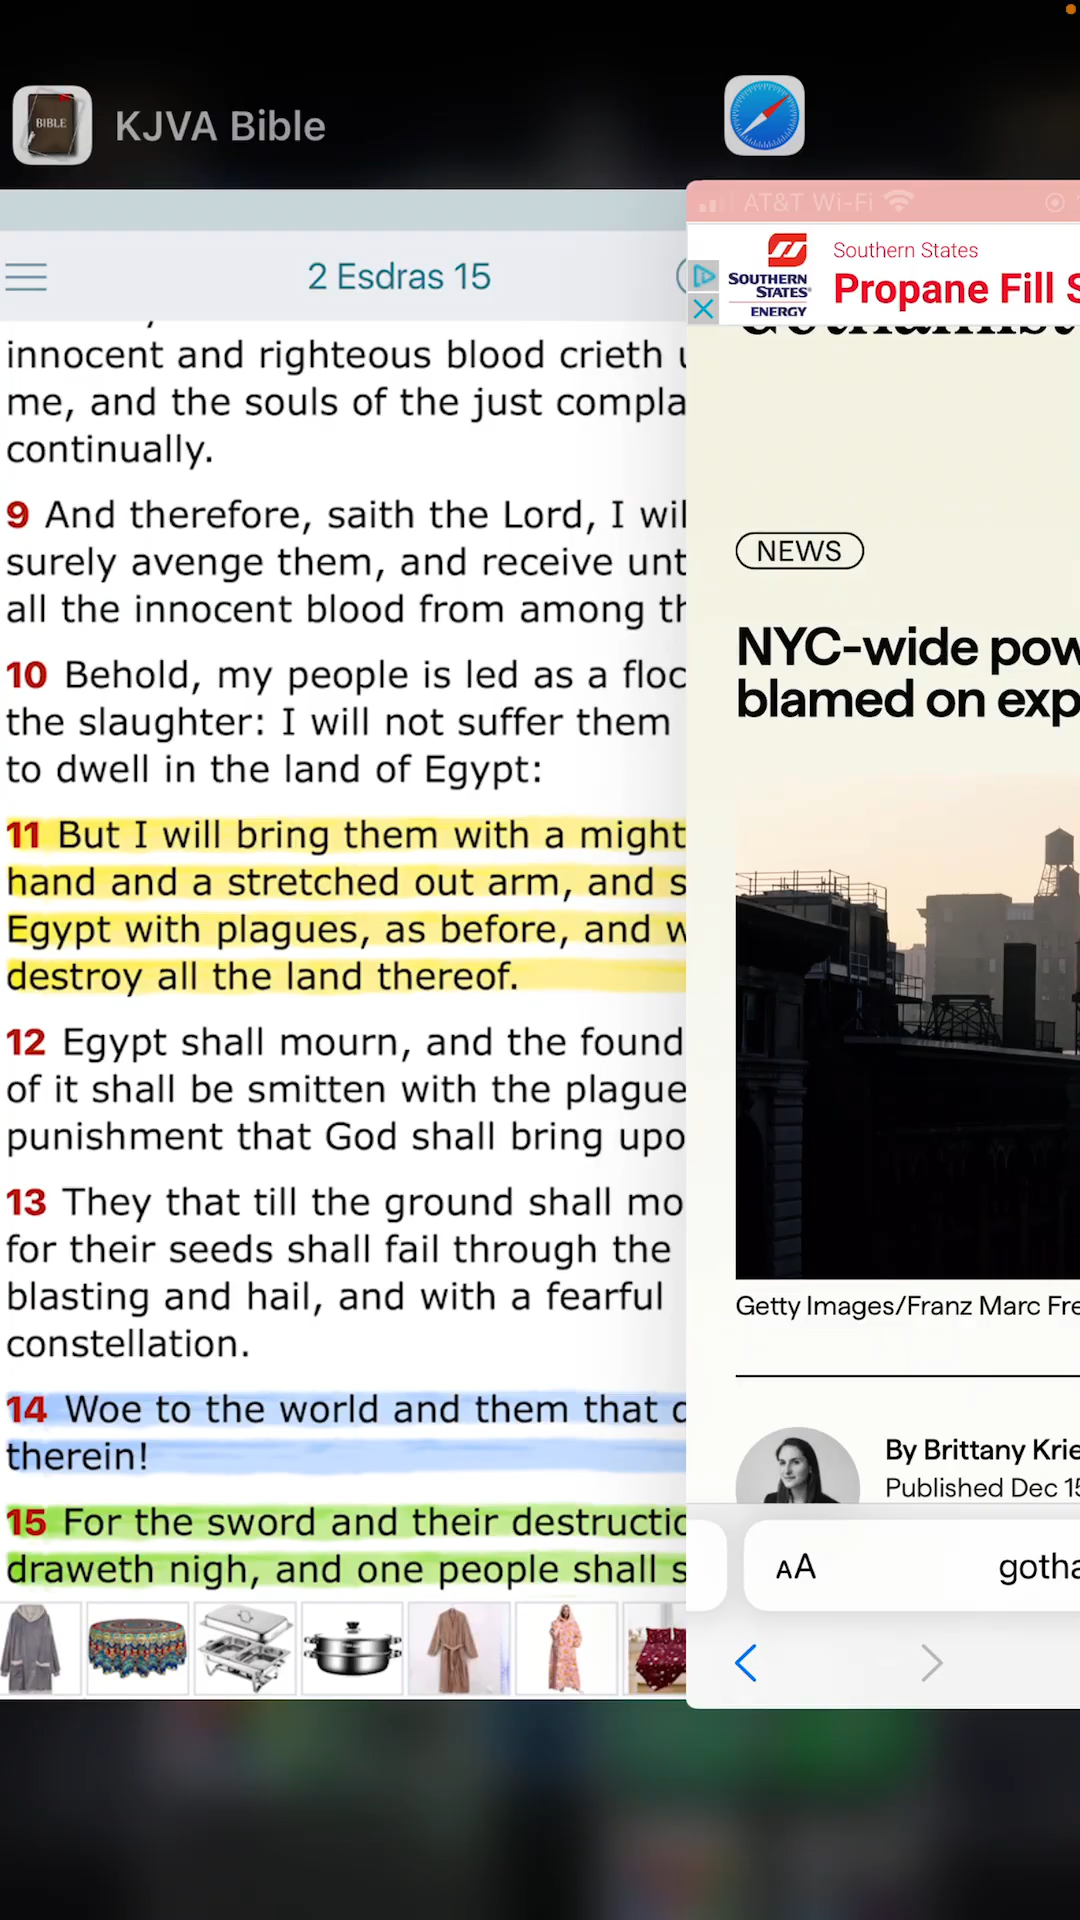 BIBLE
KJVA Bible
2 Esdras 15
innocent and righteous blood crieth
me, and the souls of the just compla
continually.
9 And therefore, saith the Lord, I wil
surely avenge them, and receive unt
all the innocent blood from among th
10 Behold, my people is led as a floc
the slaughter: I will not suffer them
to dwell in the land of Egypt:
11 But I will bring them with a might
hand and a stretched out arm, and s
Egypt with plagues, as before, and w
destroy all the land thereof.
12 Egypt shall mourn, and the found
of it shall be smitten with the plague
punishment that God shall bring upo
13 They that till the ground shall mo
for their seeds shall fail through the
blasting and hail, and with a fearful
constellation.
14 Woe to the world and them that d
therein!
15 For the sword and their destructio
draweth nigh, and one people shall s
AT&T Wi-Fi
SOUTHERN
STATES
ENERGY
Southern States
Propane Fill S
NEWS
NYC-wide pow
blamed on exp
Getty Images/Franz Marc Fre
By Brittany Krie
Published Dec 15
AA
gotha